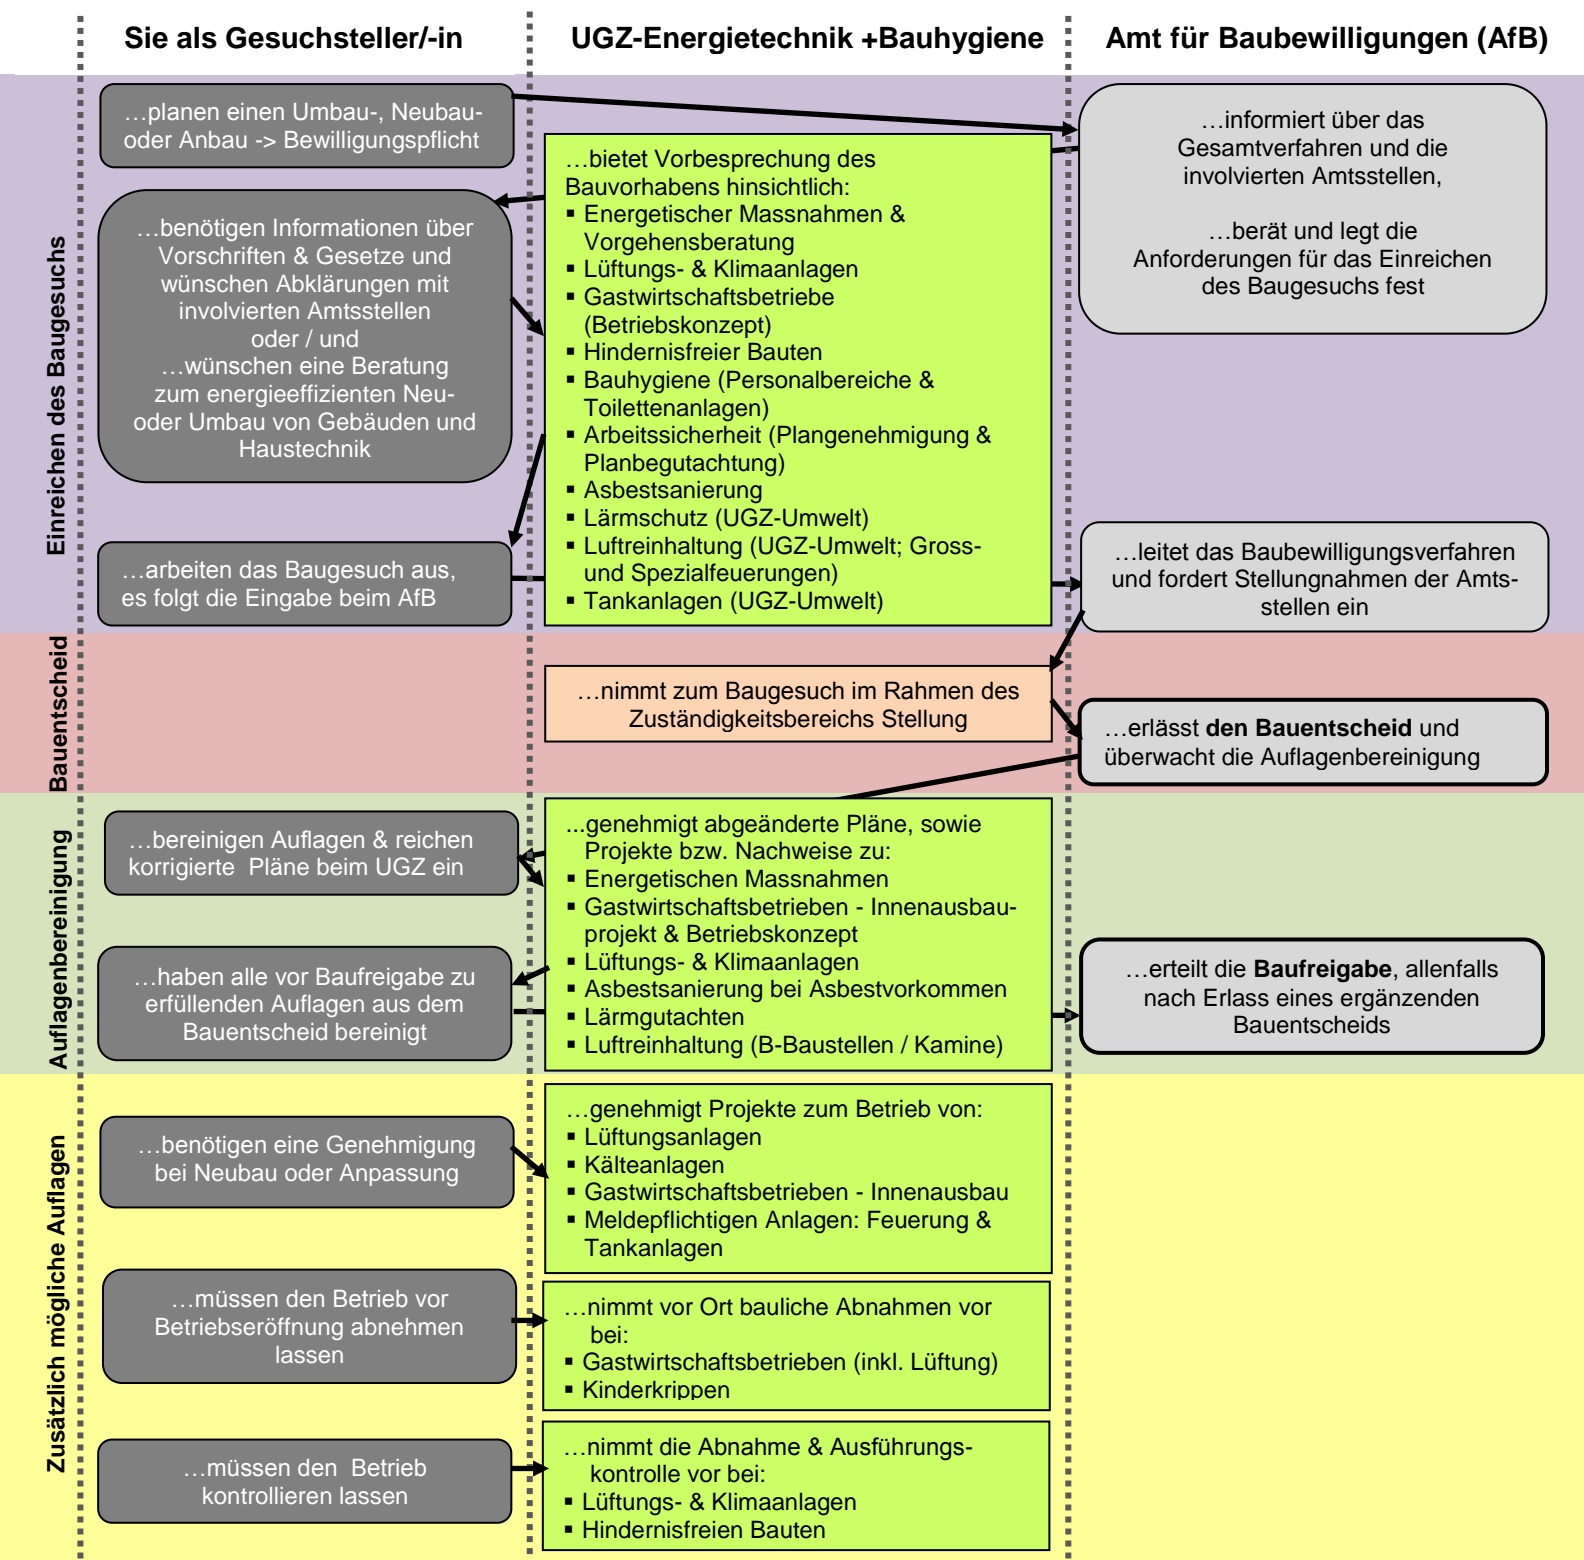 Sie als Gesuchsteller/-in
UGZ-Energietechnik +Bauhygiene
Amt für Baubewilligungen (AfB)
Einreichen des Baugesuchs
…planen einen Umbau-, Neubau-
oder Anbau -> Bewilligungspflicht
…informiert über das
Gesamtverfahren und die
involvierten Amtsstellen,
…berät und legt die
Anforderungen für das Einreichen
des Baugesuchs fest
…benötigen Informationen über
Vorschriften & Gesetze und
wünschen Abklärungen mit
involvierten Amtsstellen
oder / und
…wünschen eine Beratung
zum energieeffizienten Neu-
oder Umbau von Gebäuden und
Haustechnik
…bietet Vorbesprechung des
Bauvorhabens hinsichtlich:
▪ Energetischer Massnahmen &
Vorgehensberatung
▪ Lüftungs- & Klimaanlagen
▪ Gastwirtschaftsbetriebe
(Betriebskonzept)
▪ Hindernisfreier Bauten
▪ Bauhygiene (Personalbereiche &
Toilettenanlagen)
▪ Arbeitssicherheit (Plangenehmigung &
Planbegutachtung)
▪ Asbestsanierung
▪ Lärmschutz (UGZ-Umwelt)
▪ Luftreinhaltung (UGZ-Umwelt; Gross-
und Spezialfeuerungen)
▪ Tankanlagen (UGZ-Umwelt)
…arbeiten das Baugesuch aus,
es folgt die Eingabe beim AfB
…leitet das Baubewilligungsverfahren
und fordert Stellungnahmen der Amts-
stellen ein
Bauentscheid
…nimmt zum Baugesuch im Rahmen des
Zuständigkeitsbereichs Stellung
…erlässt den Bauentscheid und
überwacht die Auflagenbereinigung
Auflagenbereinigung
…bereinigen Auflagen & reichen
korrigierte  Pläne beim UGZ ein
...genehmigt abgeänderte Pläne, sowie
Projekte bzw. Nachweise zu:
▪ Energetischen Massnahmen
▪ Gastwirtschaftsbetrieben - Innenausbau-
projekt & Betriebskonzept
▪ Lüftungs- & Klimaanlagen
▪ Asbestsanierung bei Asbestvorkommen
▪ Lärmgutachten
▪ Luftreinhaltung (B-Baustellen / Kamine)
…haben alle vor Baufreigabe zu
erfüllenden Auflagen aus dem
Bauentscheid bereinigt
…erteilt die Baufreigabe, allenfalls
nach Erlass eines ergänzenden
Bauentscheids
Zusätzlich mögliche Auflagen
…benötigen eine Genehmigung
bei Neubau oder Anpassung
…genehmigt Projekte zum Betrieb von:
▪ Lüftungsanlagen
▪ Kälteanlagen
▪ Gastwirtschaftsbetrieben - Innenausbau
▪ Meldepflichtigen Anlagen: Feuerung &
Tankanlagen
…müssen den Betrieb vor
Betriebseröffnung abnehmen
lassen
…nimmt vor Ort bauliche Abnahmen vor
bei:
▪ Gastwirtschaftsbetrieben (inkl. Lüftung)
▪ Kinderkrippen
…müssen den  Betrieb
kontrollieren lassen
…nimmt die Abnahme & Ausführungs-
kontrolle vor bei:
▪ Lüftungs- & Klimaanlagen
▪ Hindernisfreien Bauten